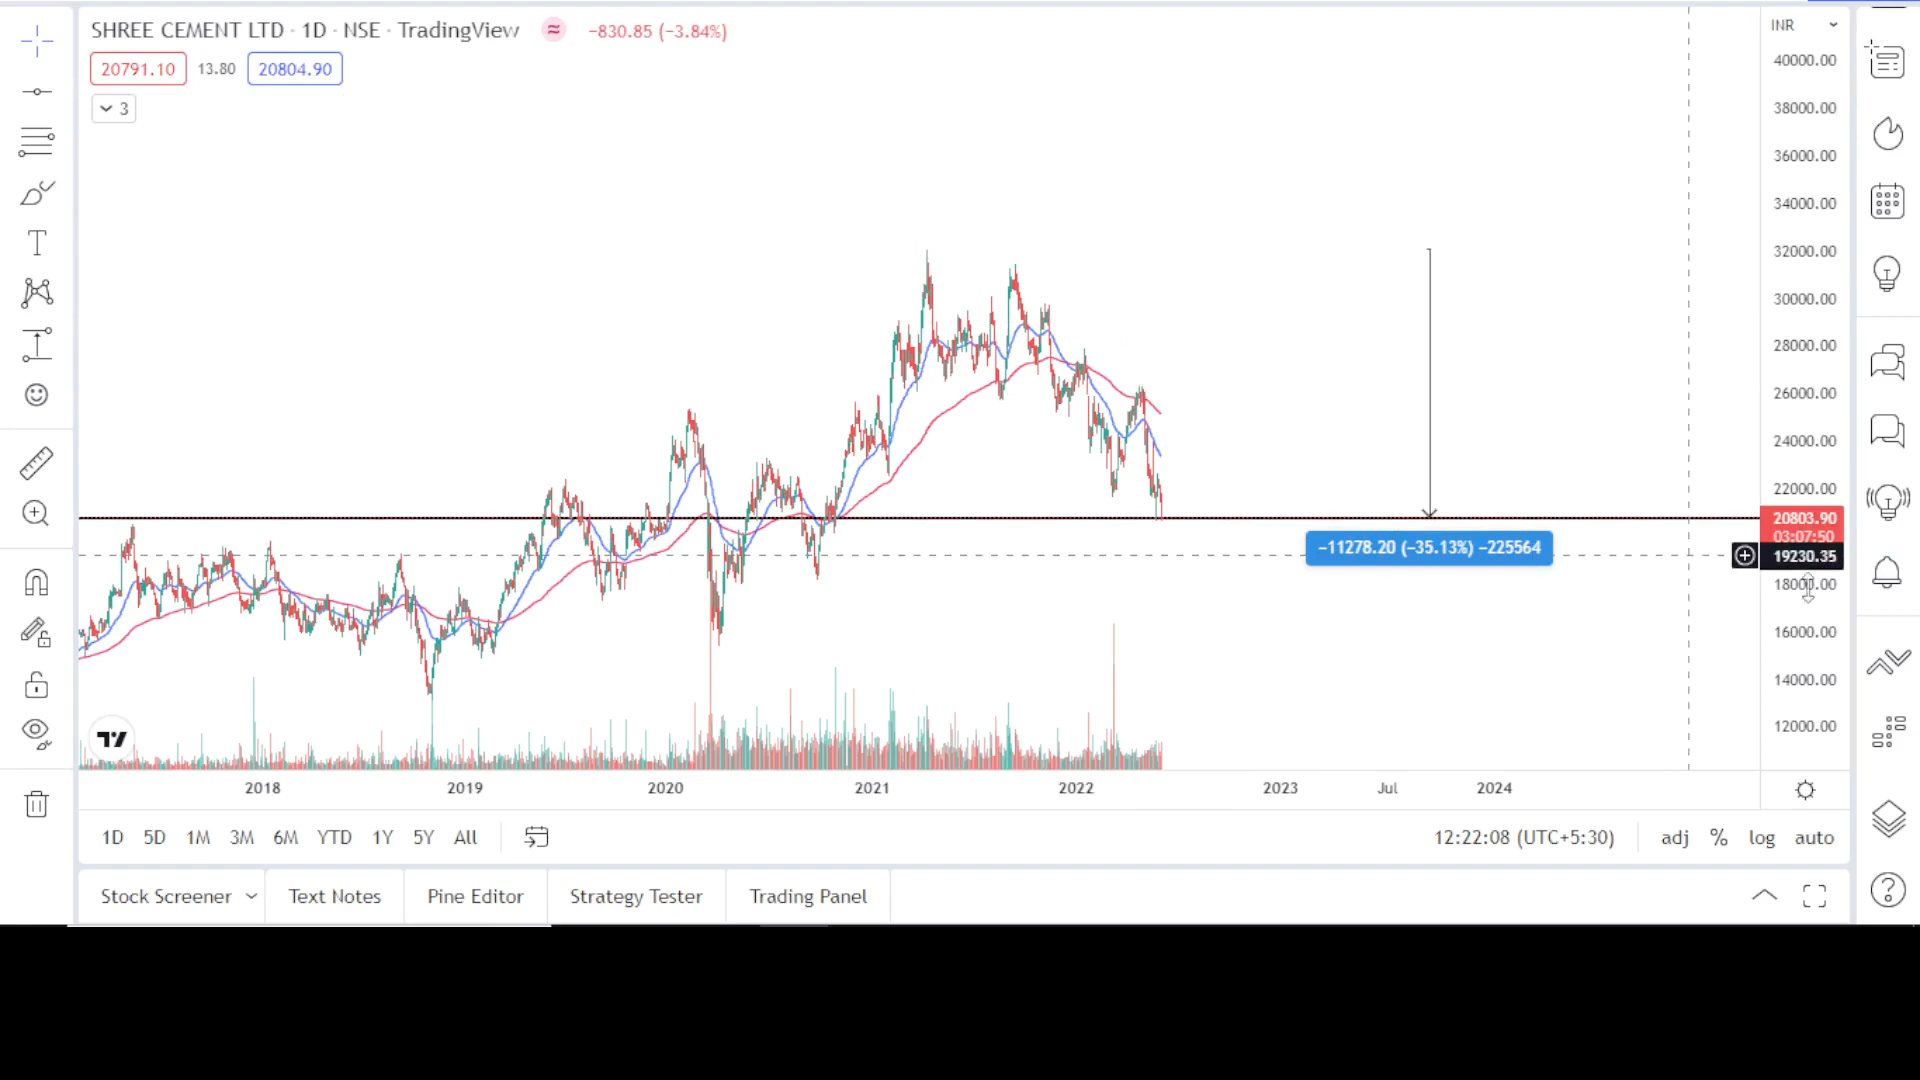 SHREE CEMENT LTD · 1D · NSE · TradingView ≈ −830.85 (−3.84%)
20791.10 13.80 20804.90
3
INR
40000.00
38000.00
36000.00
34000.00
32000.00
30000.00
28000.00
26000.00
24000.00
22000.00
20803.90
03:07:50
−11278.20 (−35.13%) −225564
19230.35
18000.00
16000.00
14000.00
12000.00
2018 2019 2020 2021 2022 2023 Jul 2024
1D 5D 1M 3M 6M YTD 1Y 5Y All 12:22:08 (UTC+5:30) adj % log auto
Stock Screener Text Notes Pine Editor Strategy Tester Trading Panel